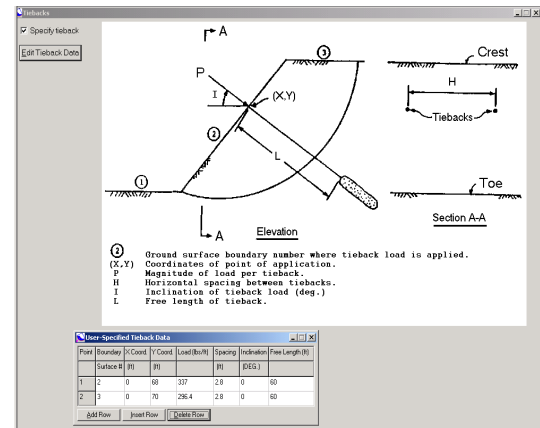 Tiebacks
Specify tieback
Edit Tieback Data
A
P
I
(X,Y)
L
1
2
3
A
Elevation
Crest
H
Tiebacks
Toe
Section A-A
2 Ground surface boundary number where tieback load is applied.
(X,Y) Coordinates of point of application.
P Magnitude of load per tieback.
H Horizontal spacing between tiebacks.
I Inclination of tieback load (deg.)
L Free length of tieback.
User-Specified Tieback Data
Point Boundary X Coord. Y Coord. Load (lbs/ft) Spacing Inclination Free Length (ft)
Surface # (ft) (ft) (ft) (DEG.)
1 2 0 68 337 2.8 0 60
2 3 0 70 296.4 2.8 0 60
Add Row Insert Row Delete Row